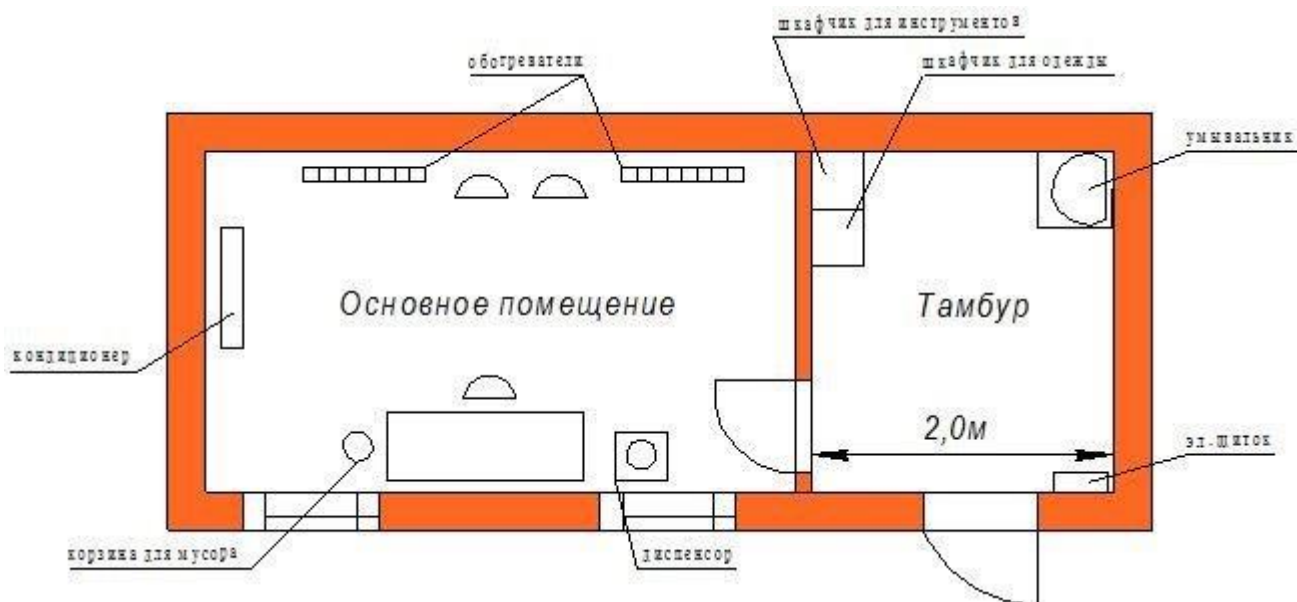 шкафчик для инструментов
обогреватели
шкафчик для одежды
умывальник
Основное помещение
Тамбур
кондиционер
2,0м
эл.щиток
корзина для мусора
диспенсор